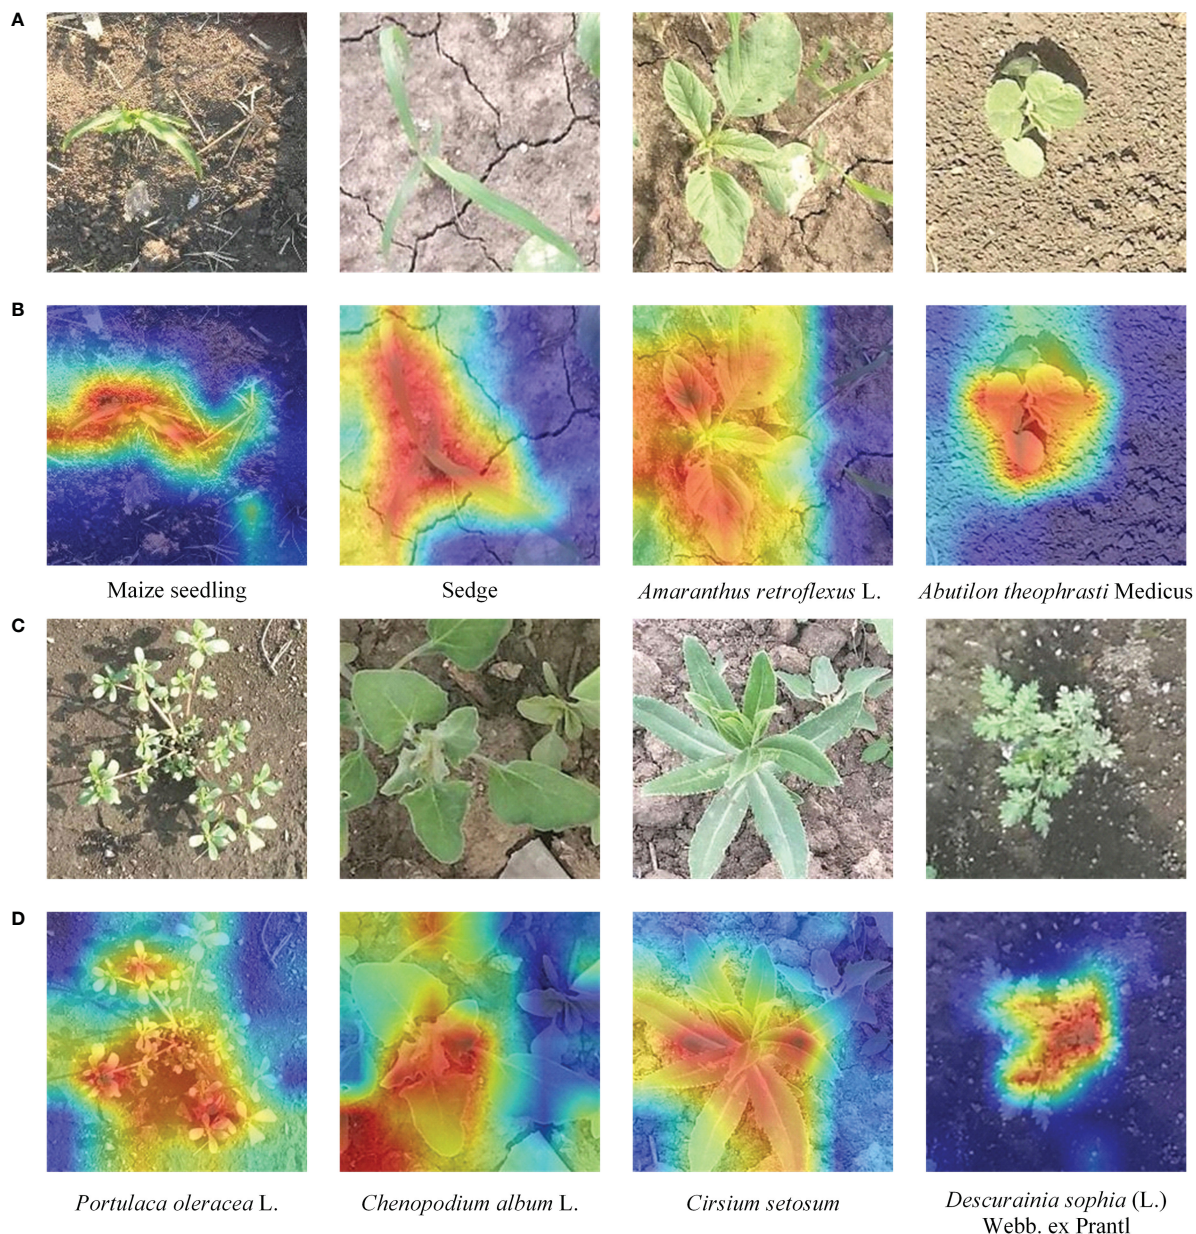 A
B
Maize seedling
Sedge
Amaranthus retroflexus L.
Abutilon theophrasti Medicus
C
D
Portulaca oleracea L.
Chenopodium album L.
Cirsium setosum
Descurainia sophia (L.)
Webb. ex Prantl